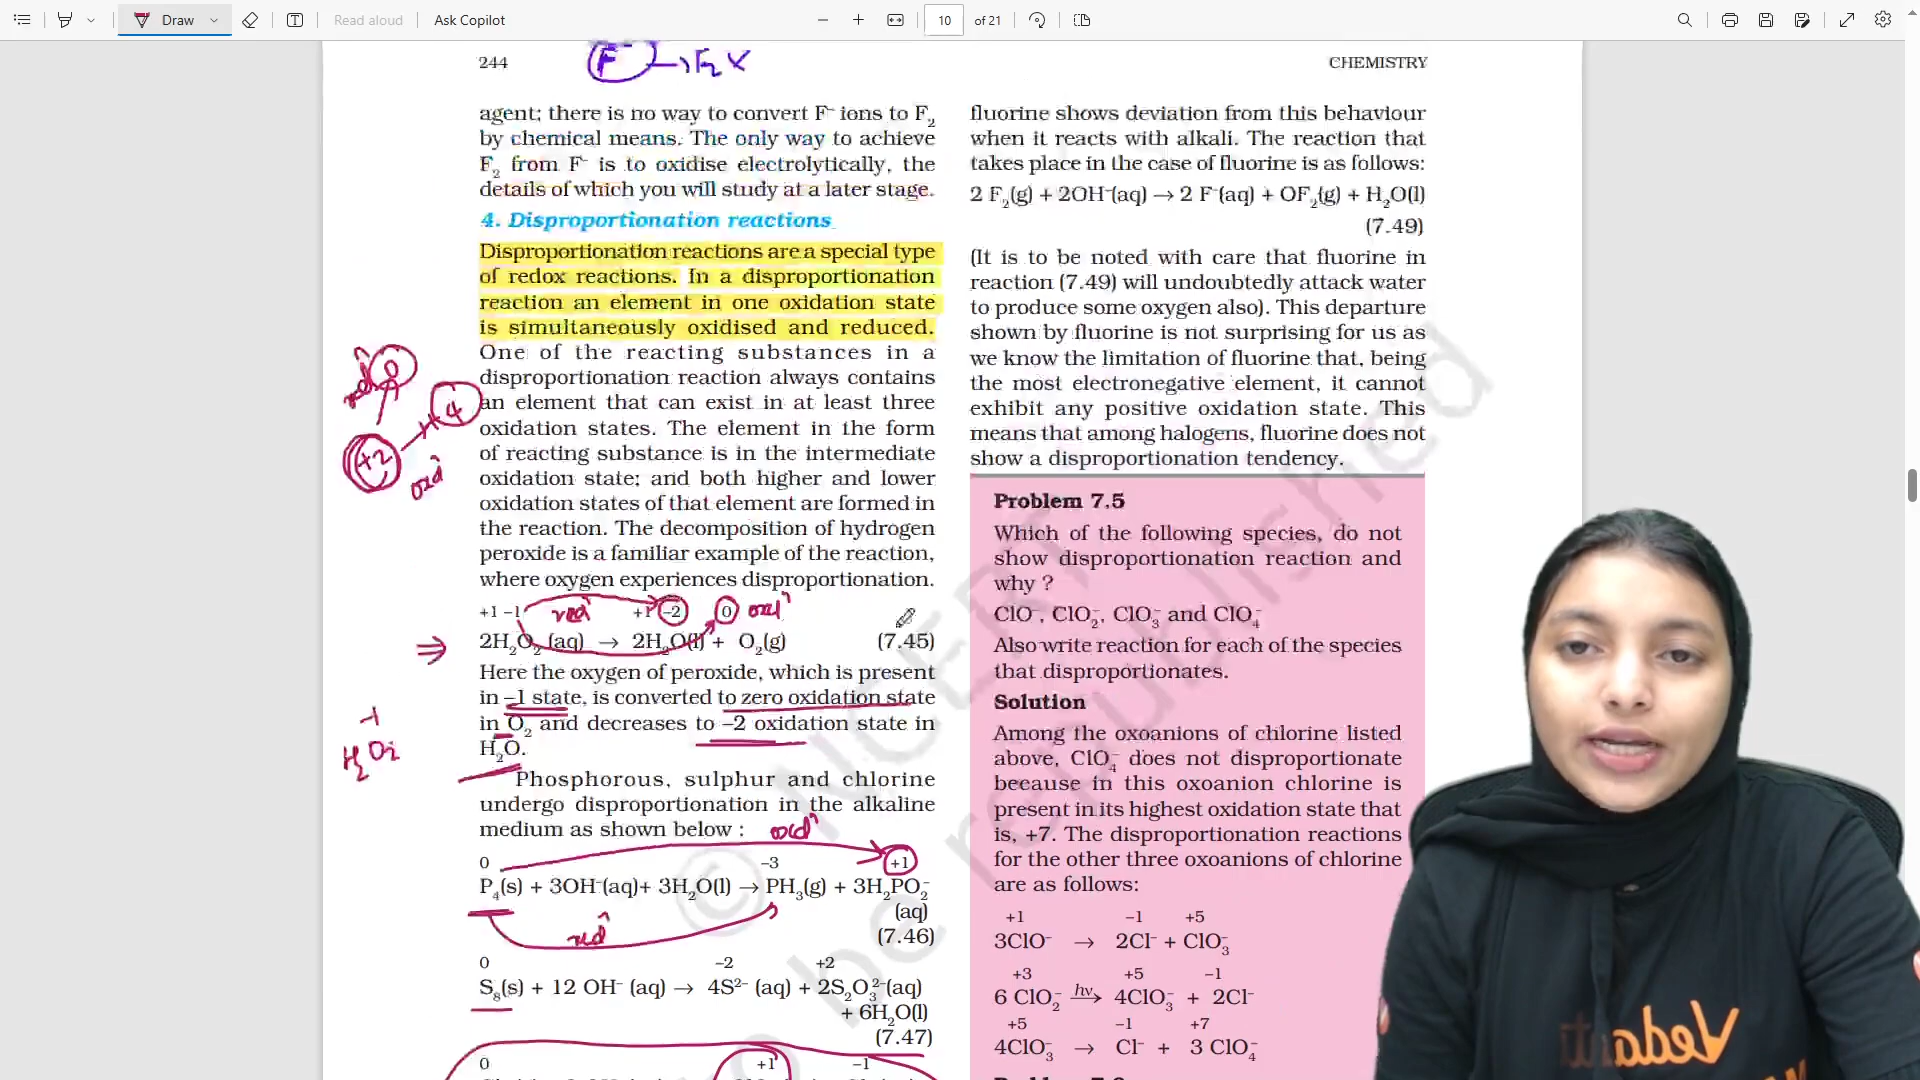 Draw
Read aloud
Ask Copilot
10 of 21
244
F⁻ → F₂ X
CHEMISTRY
agent; there is no way to convert F⁻ ions to F₂
by chemical means. The only way to achieve
F₂ from F⁻ is to oxidise electrolytically, the
details of which you will study at a later stage.
4. Disproportionation reactions
Disproportionation reactions are a special type
of redox reactions. In a disproportionation
reaction an element in one oxidation state
is simultaneously oxidised and reduced.
One of the reacting substances in a
disproportionation reaction always contains
an element that can exist in at least three
oxidation states. The element in the form
of reacting substance is in the intermediate
oxidation state; and both higher and lower
oxidation states of that element are formed in
the reaction. The decomposition of hydrogen
peroxide is a familiar example of the reaction,
where oxygen experiences disproportionation.
redⁿ 0
+4
+2
oxdⁿ
+1 –1 redⁿ +1 –2 0 oxdⁿ
⇒ 2H₂O₂ (aq) → 2H₂O(l) + O₂(g) (7.45)
Here the oxygen of peroxide, which is present
in –1 state, is converted to zero oxidation state
in O₂ and decreases to –2 oxidation state in
H₂O.
-1
H₂O₂
Phosphorous, sulphur and chlorine
undergo disproportionation in the alkaline
medium as shown below :
oxdⁿ
0 –3 +1
P₄(s) + 3OH⁻(aq)+ 3H₂O(l) → PH₃(g) + 3H₂PO₂⁻
(aq)
redⁿ
(7.46)
0 –2 +2
S₈(s) + 12 OH⁻ (aq) → 4S²⁻ (aq) + 2S₂O₃²⁻(aq)
+ 6H₂O(l)
(7.47)
0 +1 –1
fluorine shows deviation from this behaviour
when it reacts with alkali. The reaction that
takes place in the case of fluorine is as follows:
2 F₂(g) + 2OH⁻(aq) → 2 F⁻(aq) + OF₂(g) + H₂O(l)
(7.49)
(It is to be noted with care that fluorine in
reaction (7.49) will undoubtedly attack water
to produce some oxygen also). This departure
shown by fluorine is not surprising for us as
we know the limitation of fluorine that, being
the most electronegative element, it cannot
exhibit any positive oxidation state. This
means that among halogens, fluorine does not
show a disproportionation tendency.
Problem 7.5
Which of the following species, do not
show disproportionation reaction and
why ?
ClO⁻, ClO₂⁻, ClO₃⁻ and ClO₄⁻
Also write reaction for each of the species
that disproportionates.
Solution
Among the oxoanions of chlorine listed
above, ClO₄⁻ does not disproportionate
because in this oxoanion chlorine is
present in its highest oxidation state that
is, +7. The disproportionation reactions
for the other three oxoanions of chlorine
are as follows:
+1 –1 +5
3ClO⁻ → 2Cl⁻ + ClO₃⁻
+3 +5 –1
6 ClO₂⁻ hν→ 4ClO₃⁻ + 2Cl⁻
+5 –1 +7
4ClO₃⁻ → Cl⁻ + 3 ClO₄⁻
© NCERT
republished